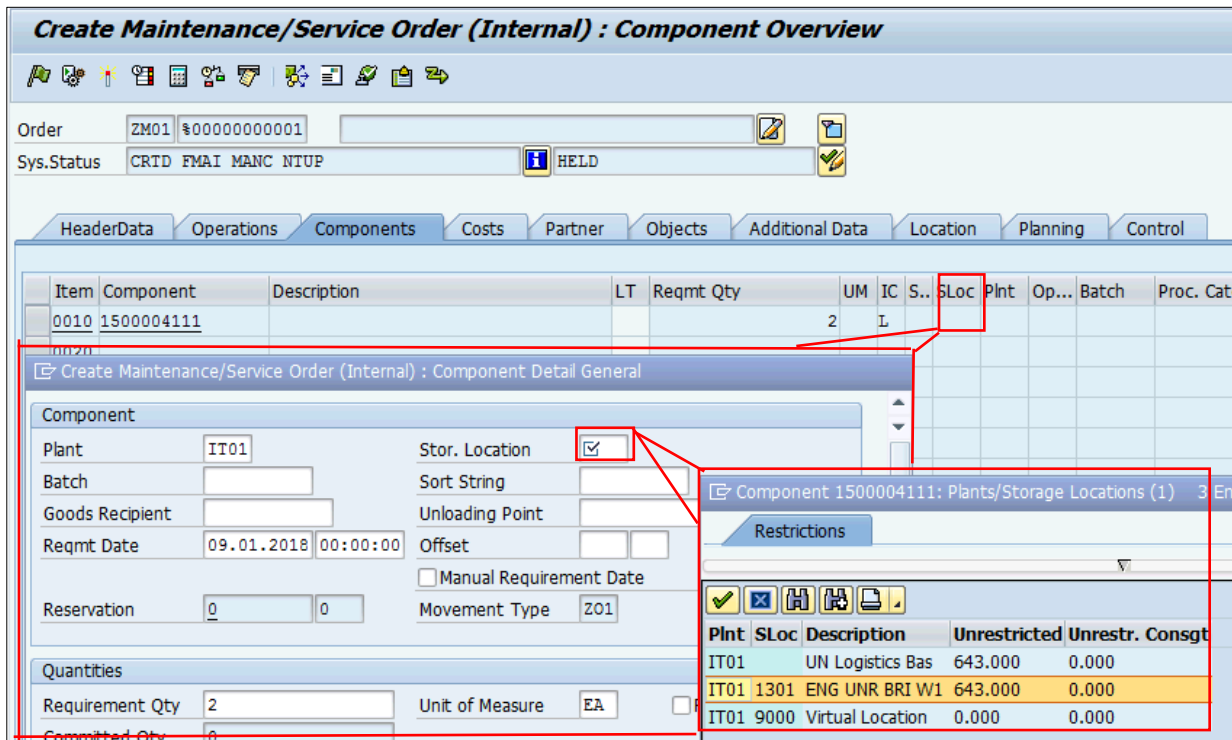 Create Maintenance/Service Order (Internal) : Component Overview
Order ZM01 %00000000001
Sys.Status CRTD FMAI MANC NTUP HELD
HeaderData Operations Components Costs Partner Objects Additional Data Location Planning Control
Item Component Description LT Reqmt Qty UM IC S.. SLoc Plnt Op... Batch Proc. Cat
0010 1500004111 2 L
0020
Create Maintenance/Service Order (Internal) : Component Detail General
Component
Plant IT01 Stor. Location
Batch Sort String
Goods Recipient Unloading Point
Reqmt Date 09.01.2018 00:00:00 Offset
Manual Requirement Date
Reservation 0 0 Movement Type Z01
Quantities
Requirement Qty 2 Unit of Measure EA
Committed Qty 0
Component 1500004111: Plants/Storage Locations (1) 3 En
Restrictions
Plnt SLoc Description Unrestricted Unrestr. Consgt
IT01 UN Logistics Bas 643.000 0.000
IT01 1301 ENG UNR BRI W1 643.000 0.000
IT01 9000 Virtual Location 0.000 0.000